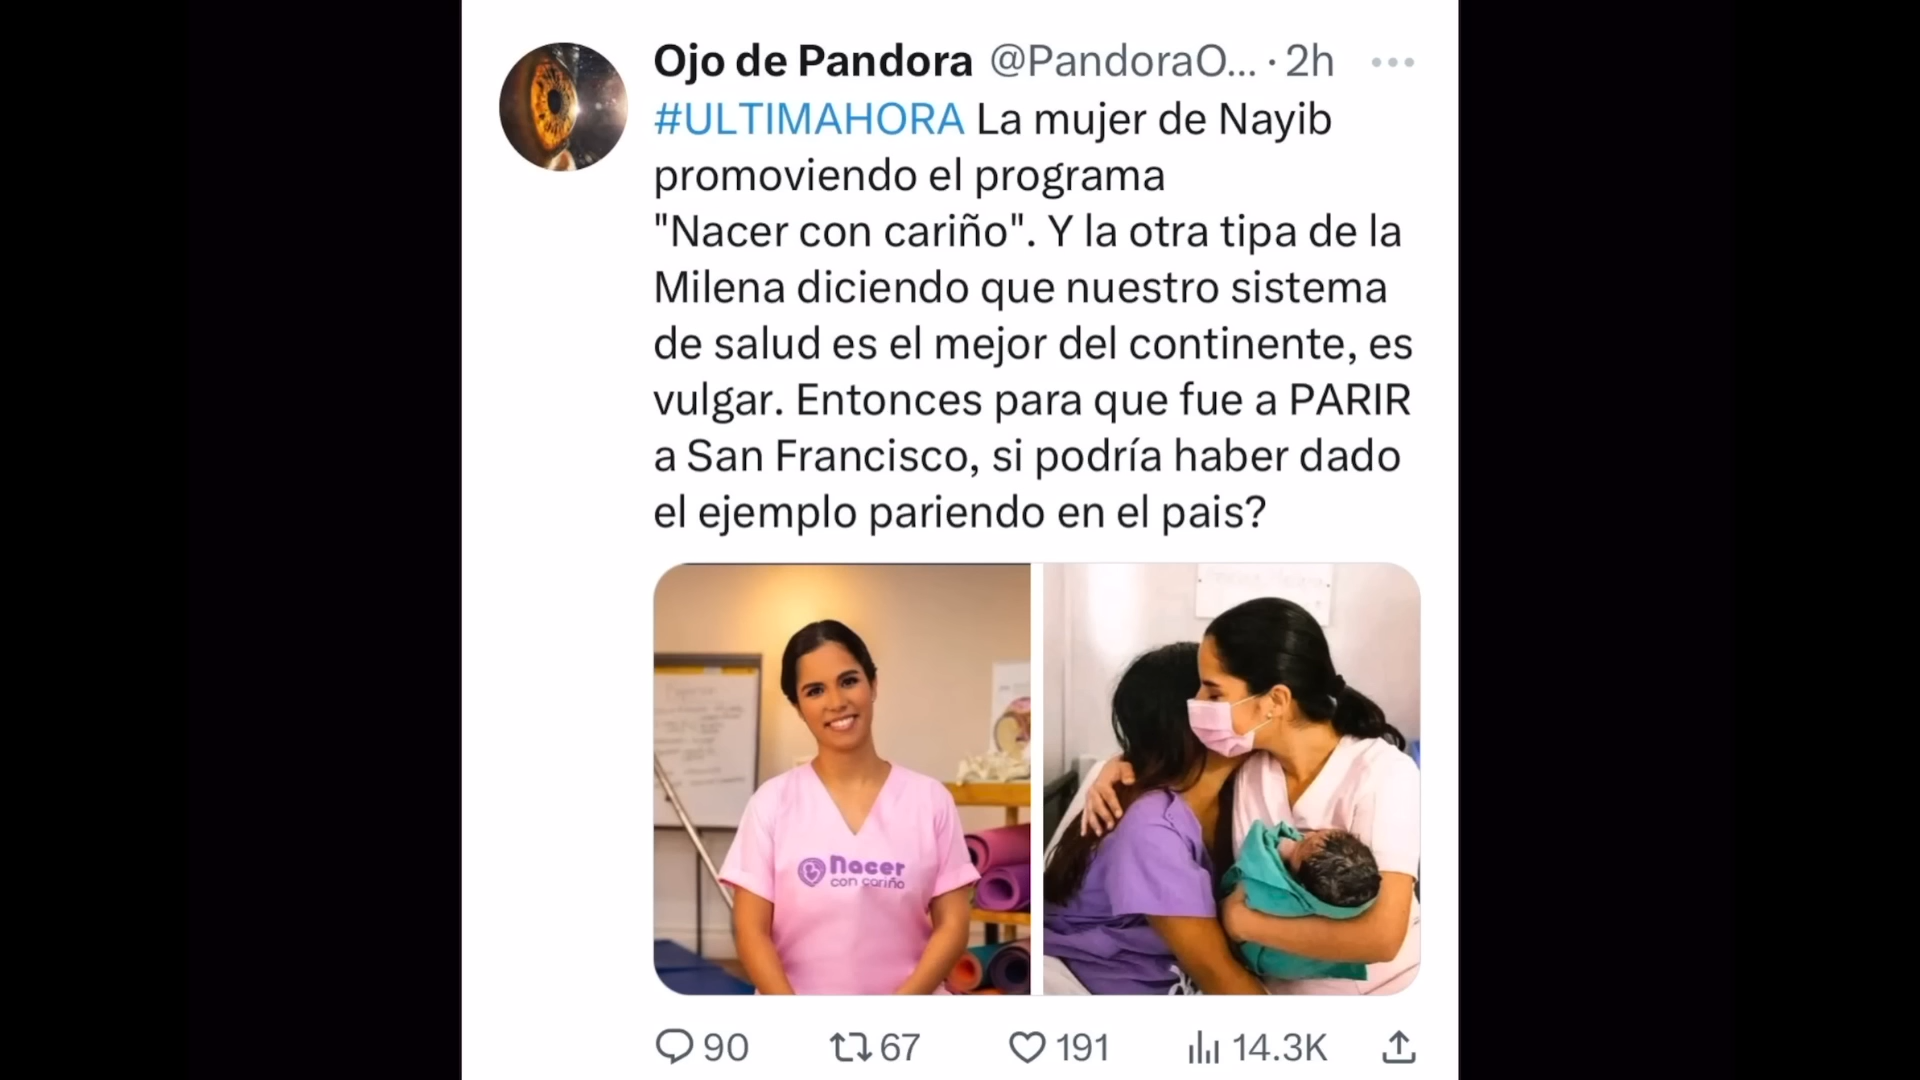 Ojo de Pandora @PandoraO... · 2h
#ULTIMAHORA La mujer de Nayib
promoviendo el programa
"Nacer con cariño". Y la otra tipa de la
Milena diciendo que nuestro sistema
de salud es el mejor del continente, es
vulgar. Entonces para que fue a PARIR
a San Francisco, si podría haber dado
el ejemplo pariendo en el pais?
Nacer
con cariño
90 67 191 14.3K